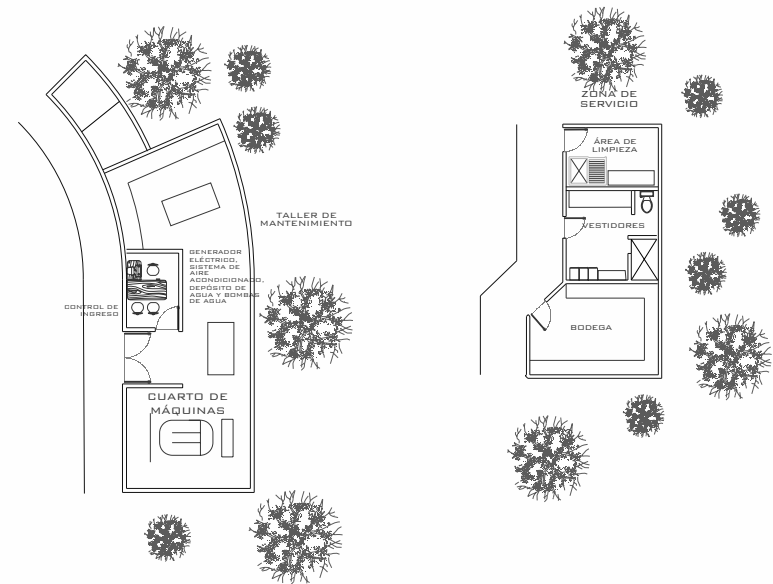 TALLER DE
MANTENIMIENTO
GENERADOR
ELÉCTRICO,
SISTEMA DE
AIRE
ACONDICIONADO,
DEPÓSITO DE
AGUA Y BOMBAS
DE AGUA
CONTROL DE
INGRESO
CUARTO DE
MÁQUINAS
ZONA DE
SERVICIO
ÁREA DE
LIMPIEZA
VESTIDORES
BODEGA